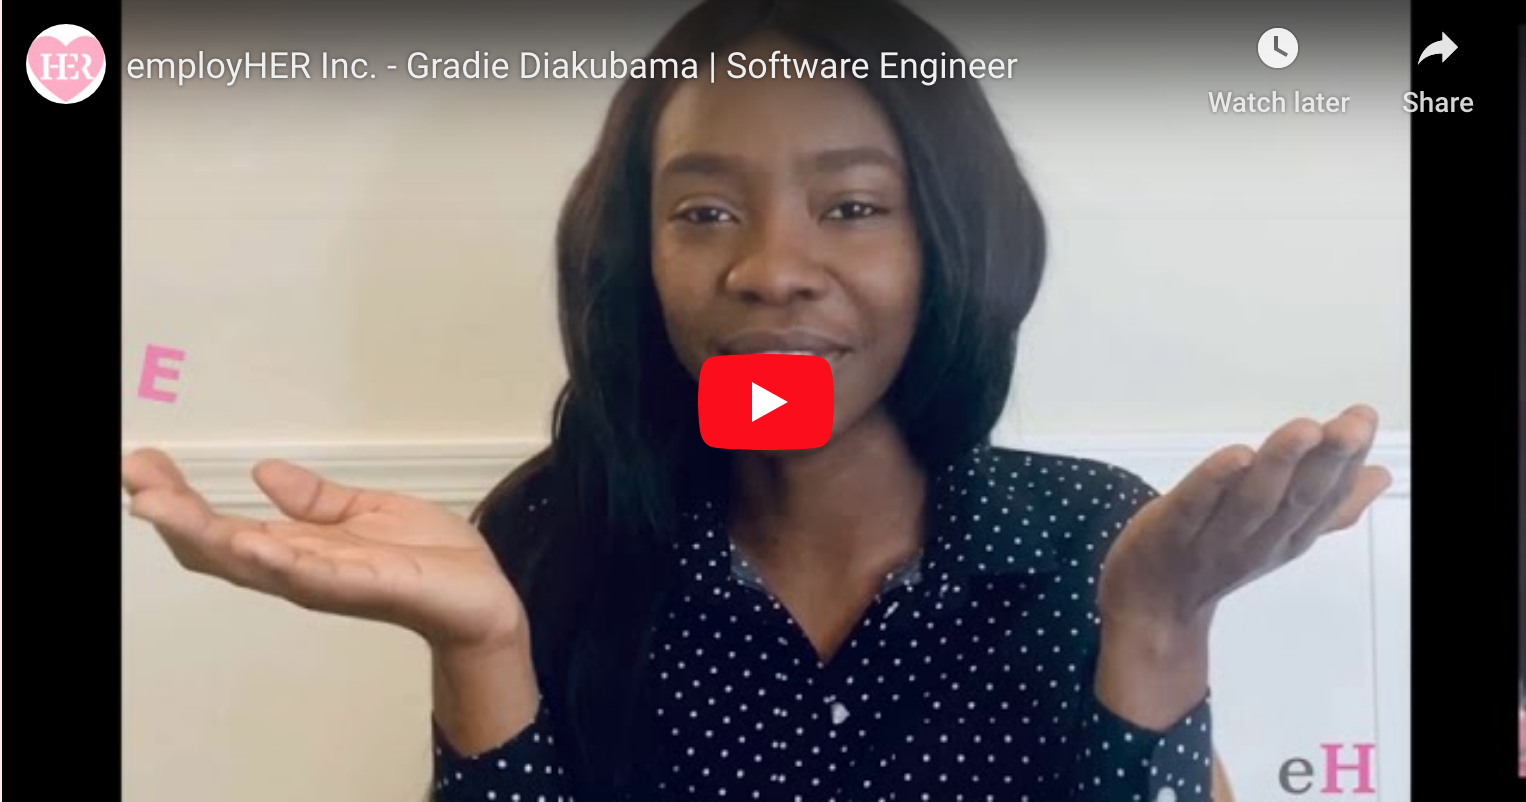 HER
employHER Inc. - Gradie Diakubama | Software Engineer
Watch later
Share
E
eH